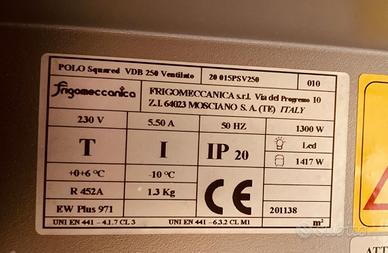 POLO Squared VDB 250 Ventilato 20 015PSV250 010
frigomeccanica
FRIGOMECCANICA s.r.l. Via del Progresso 10
Z.I. 64023 MOSCIANO S. A. (TE) ITALY
230 V 5.50 A 50 HZ 1300 W
T I IP 20 Led
1417 W
+0+6°C -10°C
R 452A 1.3 Kg CE
EW Plus 971 201138
UNI EN 441 - 4.1.7 CL 3 UNI EN 441 - 6.3.2 CL M1 m²
ATT
subito